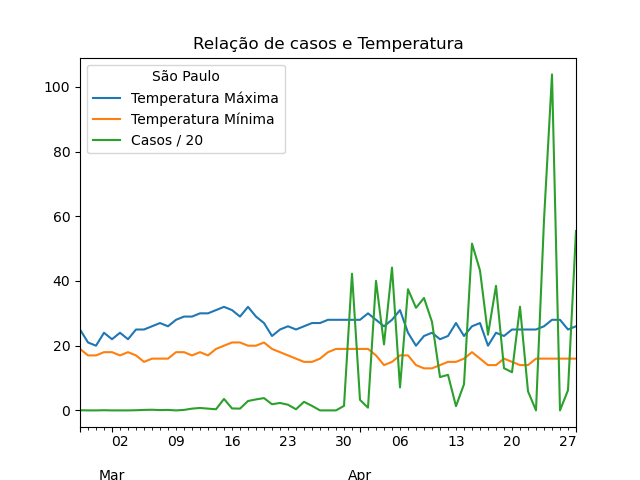 Relação de casos e Temperatura
São Paulo
Temperatura Máxima
Temperatura Mínima
Casos / 20
100
80
60
40
20
0
02 09 16 23 30 06 13 20 27
Mar Apr